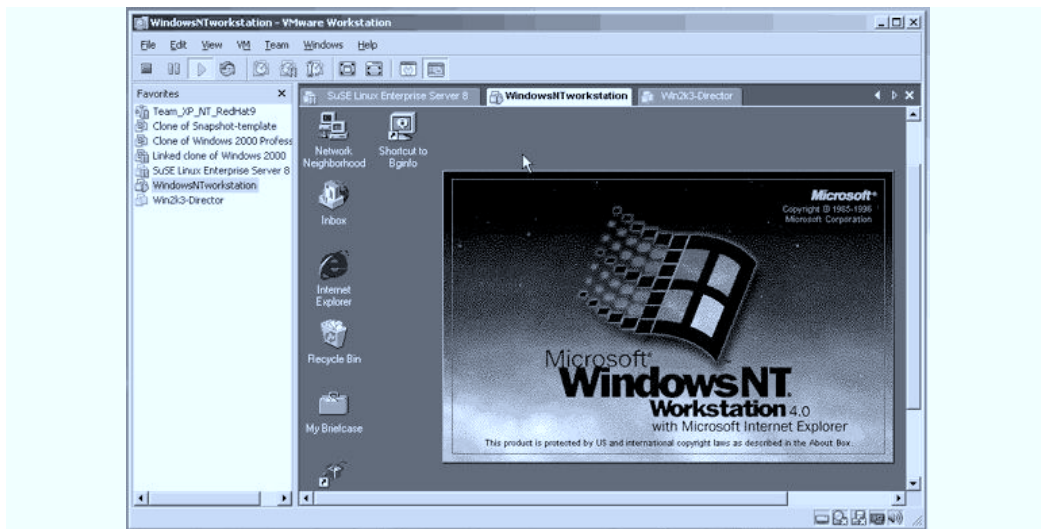 WindowsNTworkstation - VMware Workstation
File Edit View VM Team Windows Help
Favorites
Team_XP_NT_RedHat9
Clone of Snapshot-template
Clone of Windows 2000 Profess
Linked clone of Windows 2000
SuSE Linux Enterprise Server 8
WindowsNTworkstation
Win2k3-Director
SuSE Linux Enterprise Server 8 WindowsNTworkstation Win2k3-Director
Network Neighborhood
Shortcut to Bginfo
Inbox
Internet Explorer
Recycle Bin
My Briefcase
Microsoft
Copyright © 1985-1996
Microsoft Corporation
Microsoft
WindowsNT
Workstation 4.0
with Microsoft Internet Explorer
This product is protected by US and international copyright laws as described in the About Box.